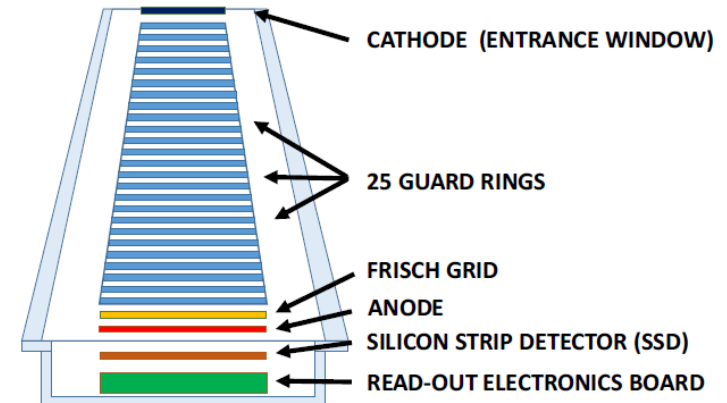 CATHODE (ENTRANCE WINDOW)
25 GUARD RINGS
FRISCH GRID
ANODE
SILICON STRIP DETECTOR (SSD)
READ-OUT ELECTRONICS BOARD